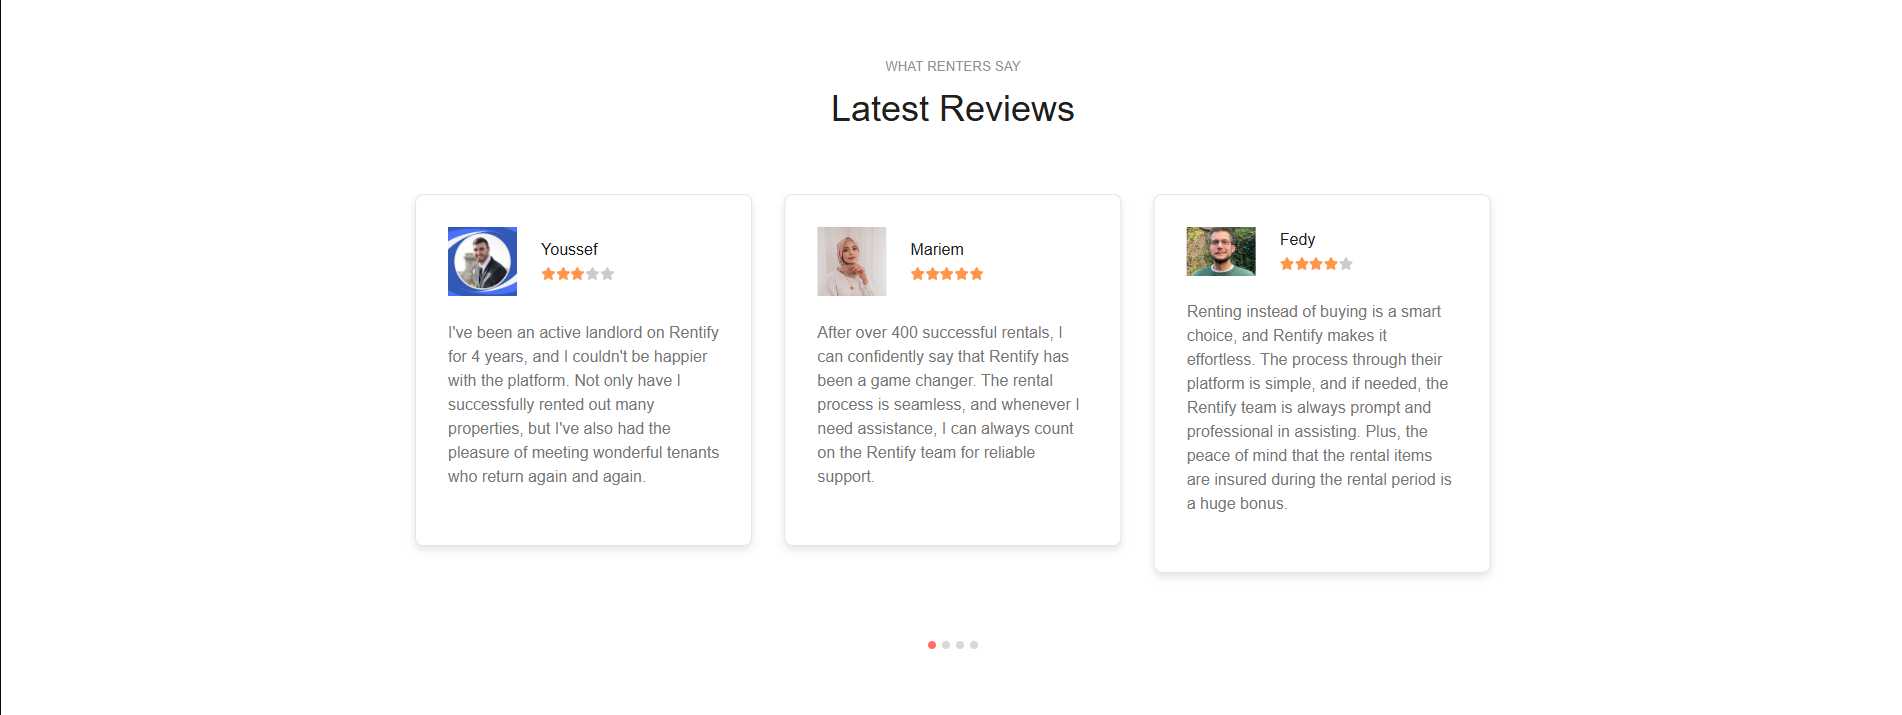 WHAT RENTERS SAY
Latest Reviews
Youssef
I've been an active landlord on Rentify
for 4 years, and I couldn't be happier
with the platform. Not only have I
successfully rented out many
properties, but I've also had the
pleasure of meeting wonderful tenants
who return again and again.
Mariem
After over 400 successful rentals, I
can confidently say that Rentify has
been a game changer. The rental
process is seamless, and whenever I
need assistance, I can always count
on the Rentify team for reliable
support.
Fedy
Renting instead of buying is a smart
choice, and Rentify makes it
effortless. The process through their
platform is simple, and if needed, the
Rentify team is always prompt and
professional in assisting. Plus, the
peace of mind that the rental items
are insured during the rental period is
a huge bonus.